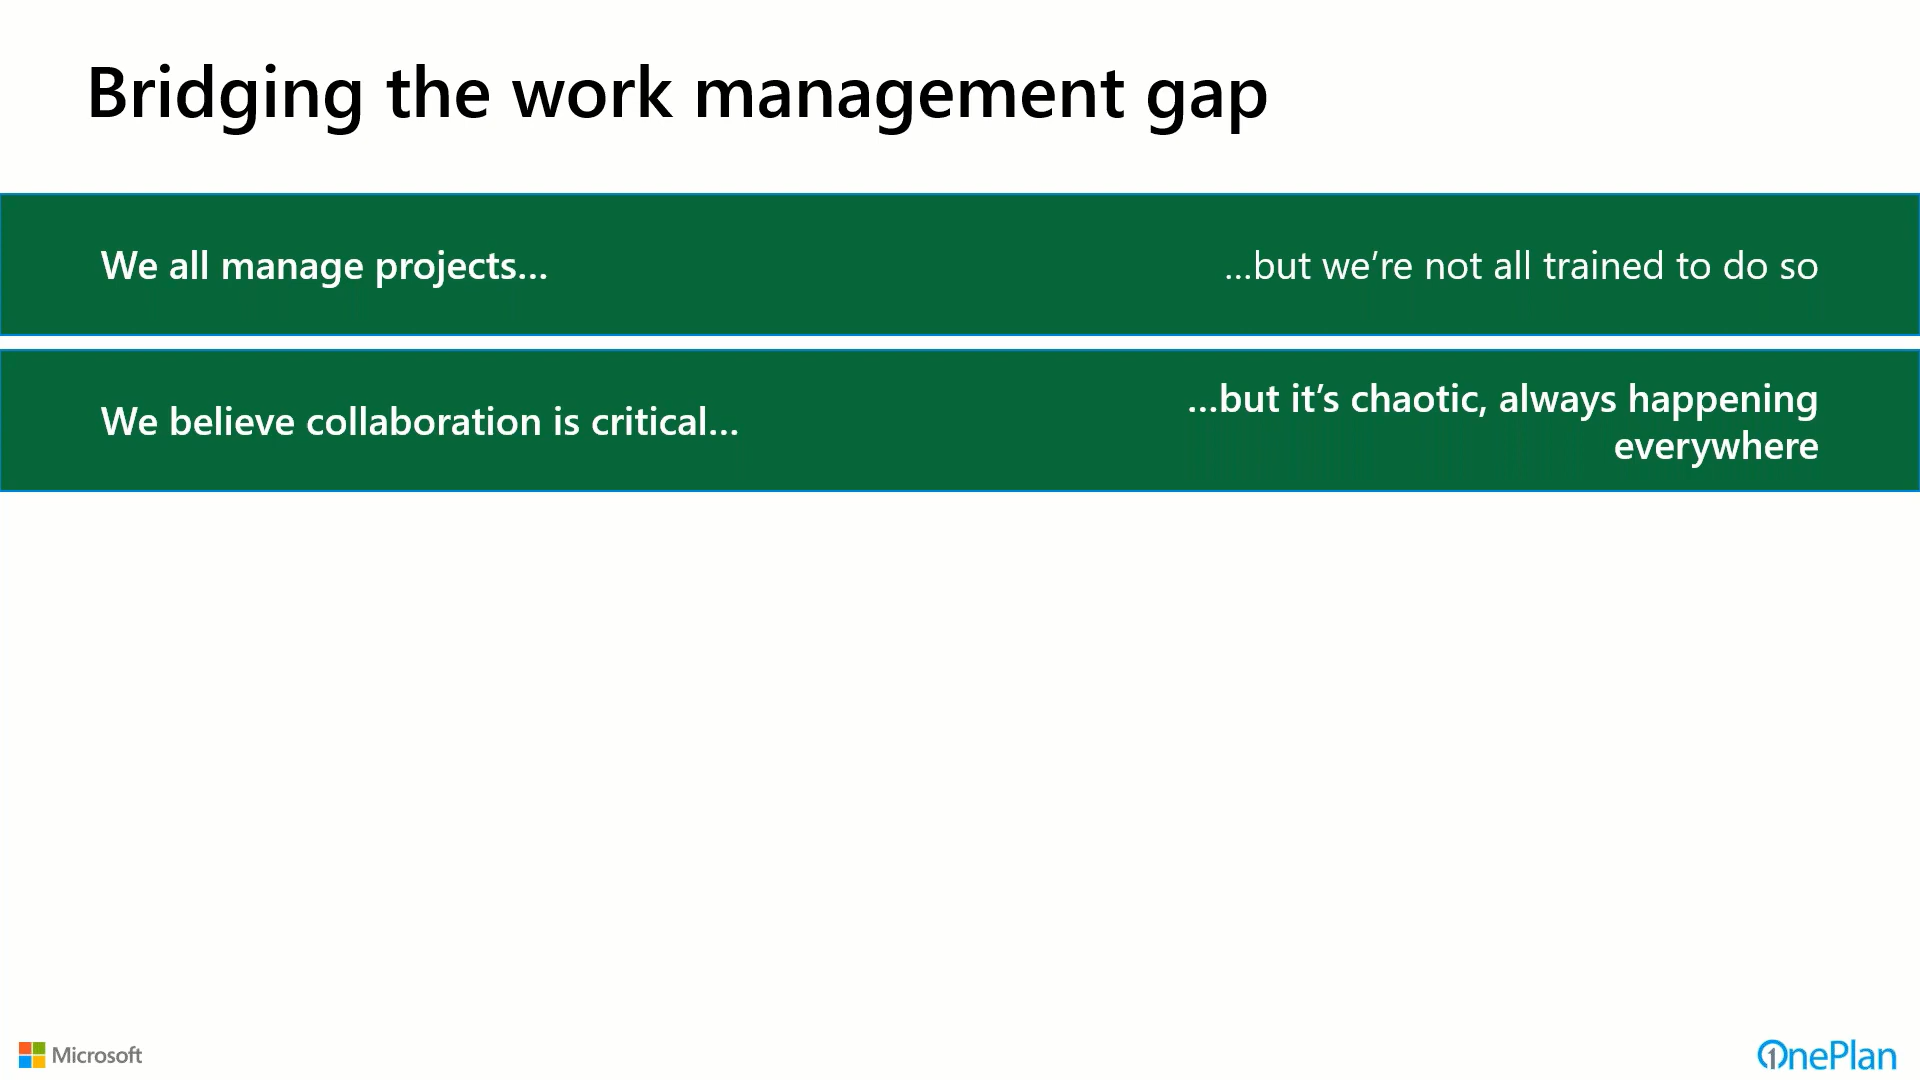 Bridging the work management gap
We all manage projects...
...but we’re not all trained to do so
We believe collaboration is critical...
...but it’s chaotic, always happening
everywhere
Microsoft
OnePlan